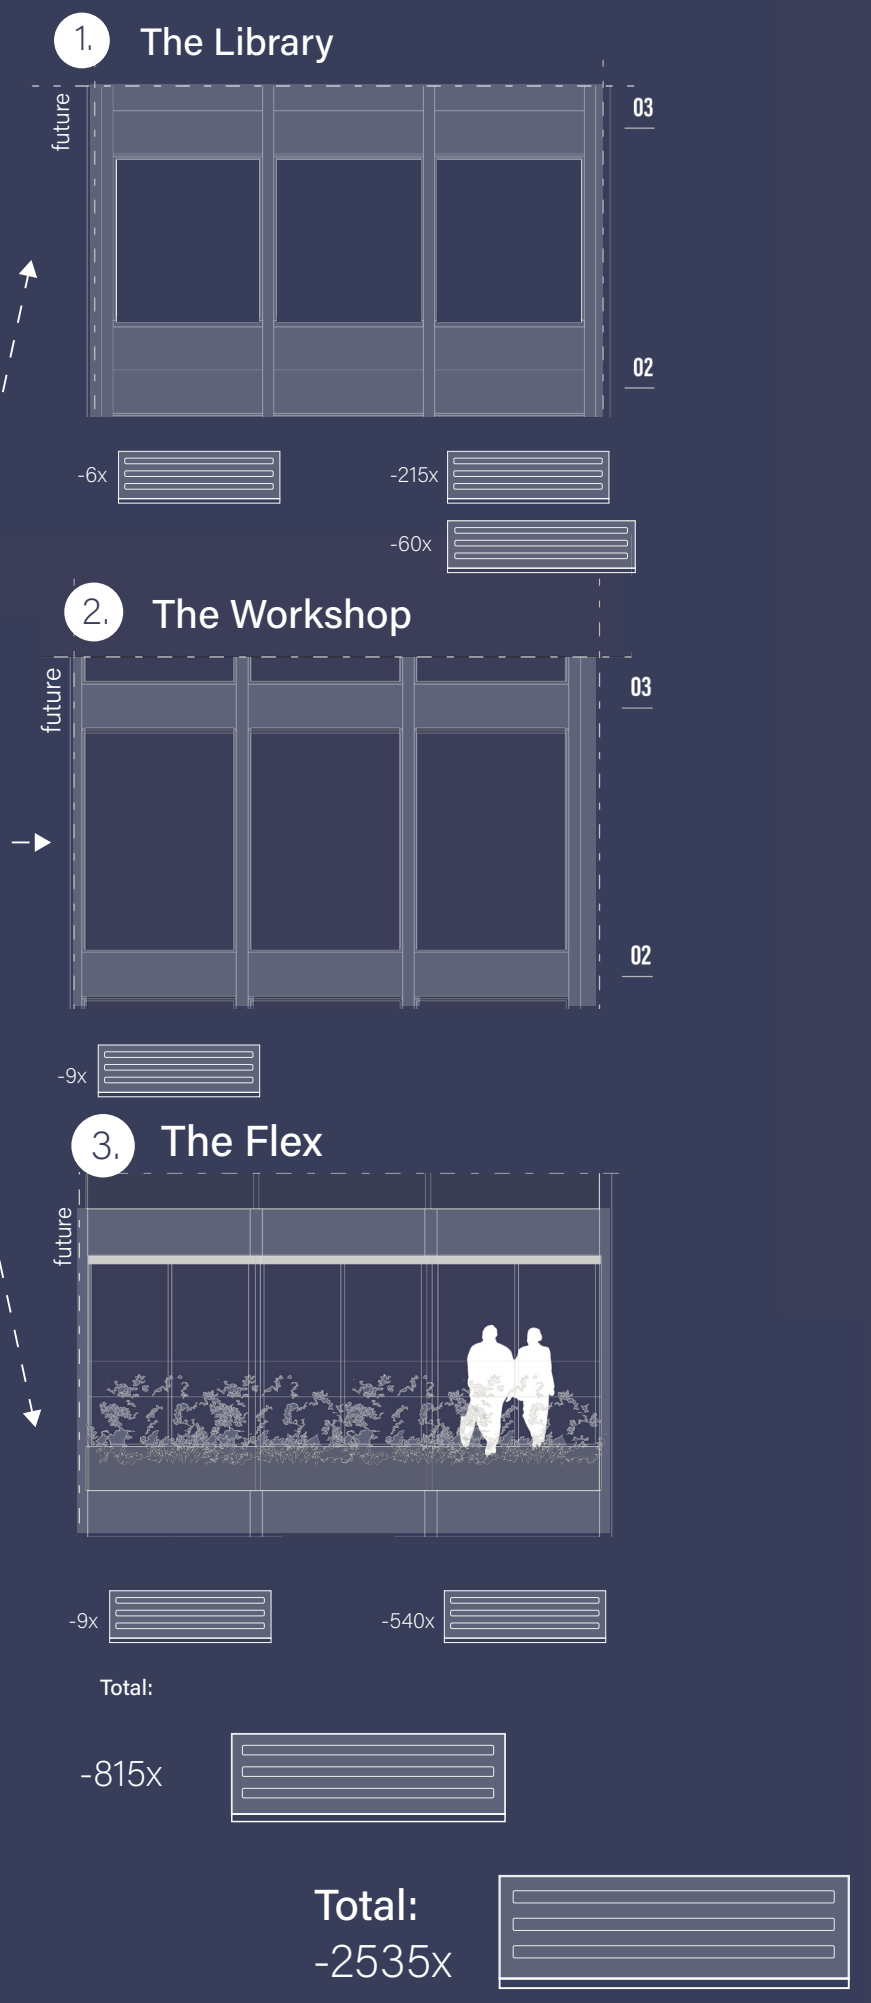 1. The Library
future
03
02
-6x
-215x
-60x
2. The Workshop
future
03
02
-9x
3. The Flex
future
-9x
-540x
Total:
-815x
Total:
-2535x